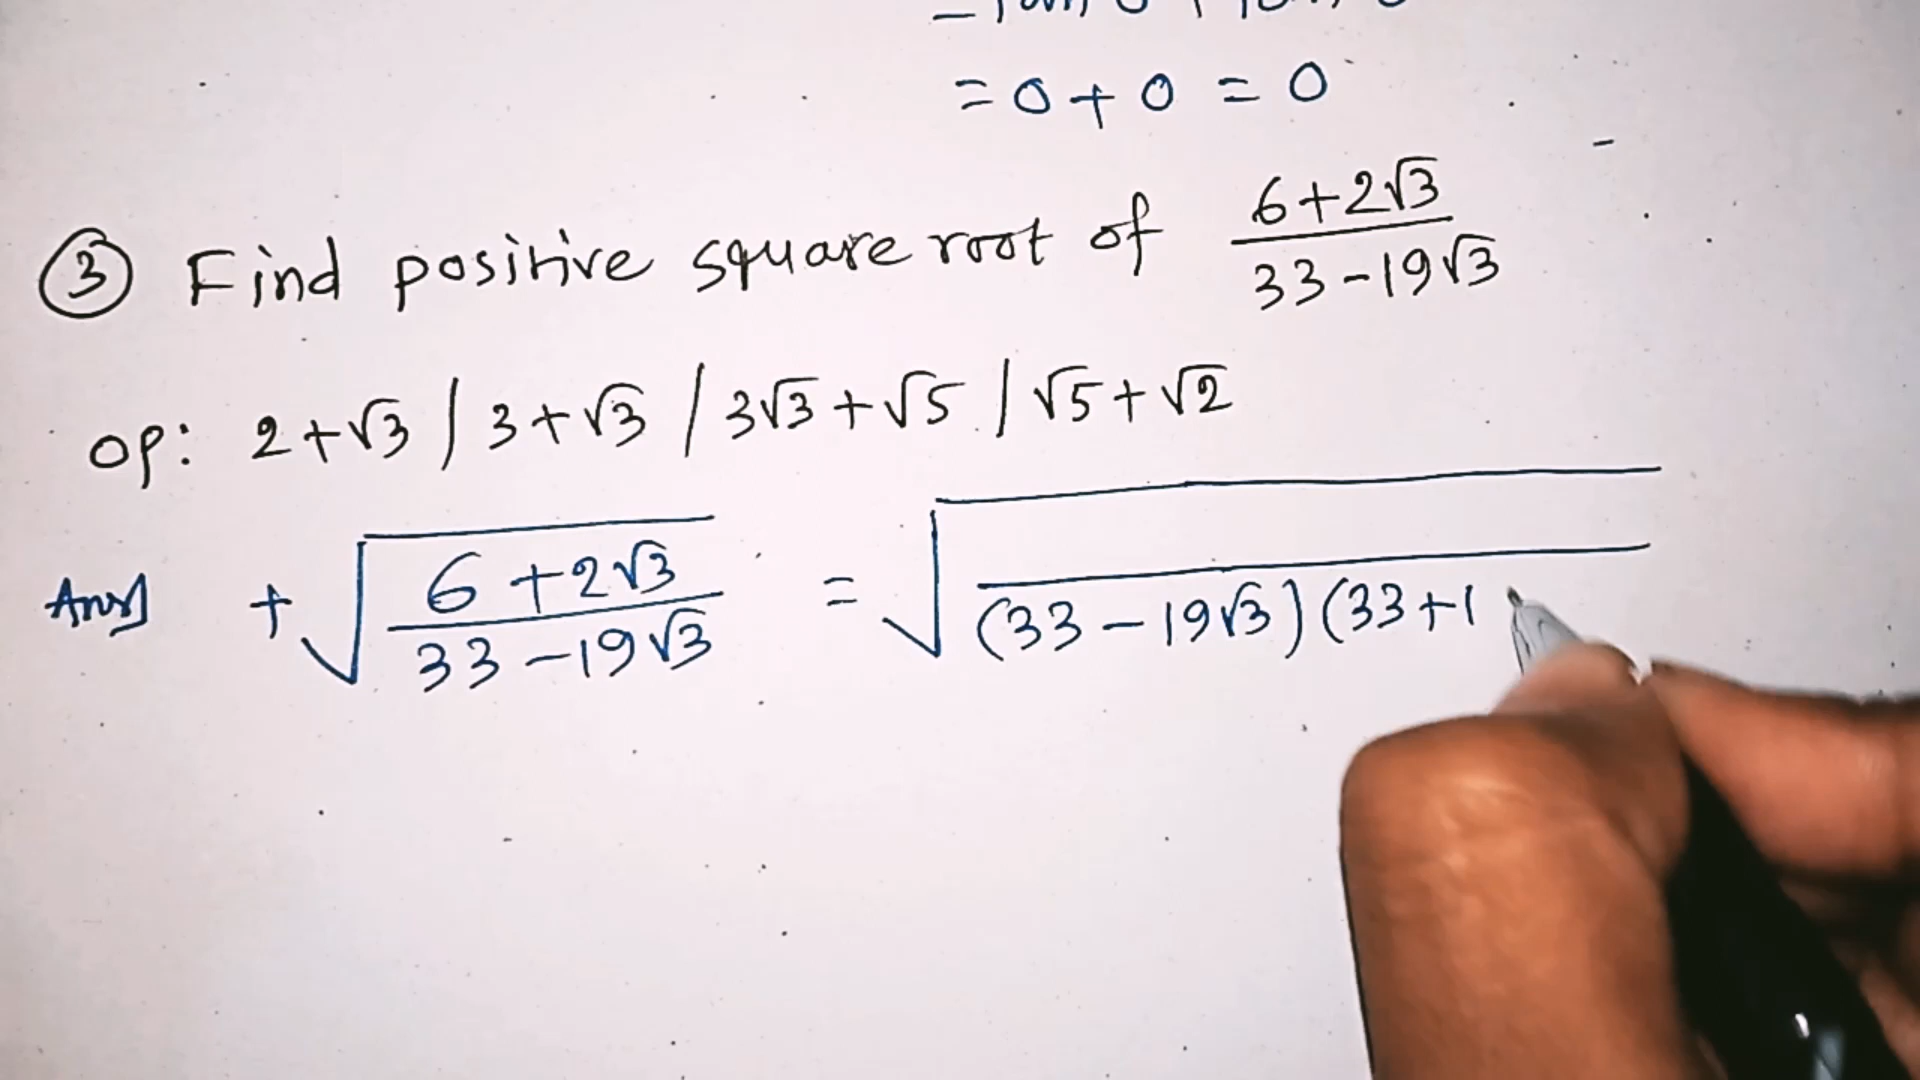 = 0 + 0 = 0
③ Find positive square root of (6+2√3)/(33-19√3)
op: 2+√3 / 3+√3 / 3√3+√5 / √5+√2
Ans) +√((6+2√3)/(33-19√3)) = √( /(33-19√3)(33+1